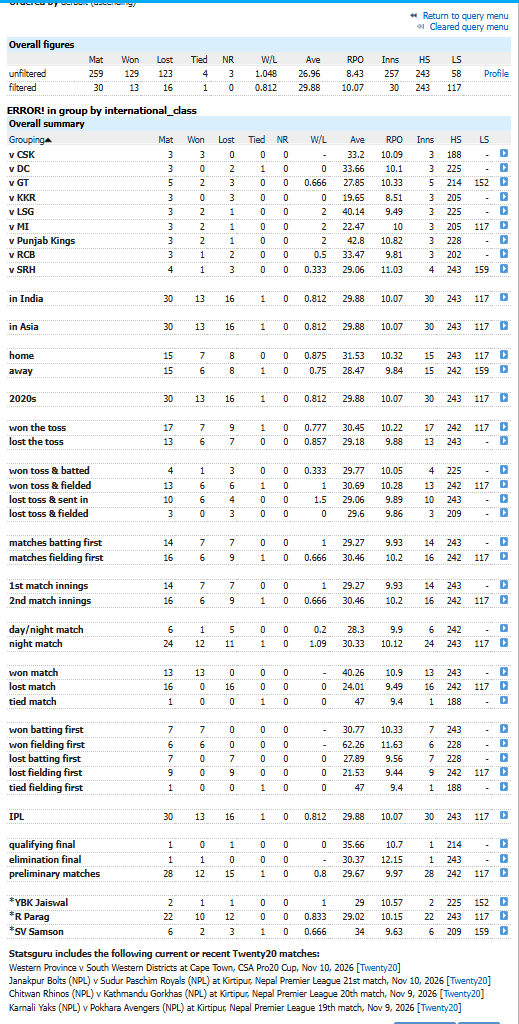 Return to query menu
Cleared query menu
Overall figures
Mat Won Lost Tied NR W/L Ave RPO Inns HS LS
unfiltered 259 129 123 4 3 1.048 26.96 8.43 257 243 58 Profile
filtered 30 13 16 1 0 0.812 29.88 10.07 30 243 117
ERROR! in group by international_class
Overall summary
Grouping Mat Won Lost Tied NR W/L Ave RPO Inns HS LS
v CSK 3 3 0 0 0 - 33.2 10.09 3 188 -
v DC 3 0 2 1 0 0 33.66 10.1 3 225 -
v GT 5 2 3 0 0 0.666 27.85 10.33 5 214 152
v KKR 3 0 3 0 0 0 19.65 8.51 3 205 -
v LSG 3 2 1 0 0 2 40.14 9.49 3 225 -
v MI 3 2 1 0 0 2 22.47 10 3 205 117
v Punjab Kings 3 2 1 0 0 2 42.8 10.82 3 228 -
v RCB 3 1 2 0 0 0.5 33.47 9.81 3 202 -
v SRH 4 1 3 0 0 0.333 29.06 11.03 4 243 159
in India 30 13 16 1 0 0.812 29.88 10.07 30 243 117
in Asia 30 13 16 1 0 0.812 29.88 10.07 30 243 117
home 15 7 8 0 0 0.875 31.53 10.32 15 243 117
away 15 6 8 1 0 0.75 28.47 9.84 15 242 159
2020s 30 13 16 1 0 0.812 29.88 10.07 30 243 117
won the toss 17 7 9 1 0 0.777 30.45 10.22 17 242 117
lost the toss 13 6 7 0 0 0.857 29.18 9.88 13 243 -
won toss & batted 4 1 3 0 0 0.333 29.77 10.05 4 225 -
won toss & fielded 13 6 6 1 0 1 30.69 10.28 13 242 117
lost toss & sent in 10 6 4 0 0 1.5 29.06 9.89 10 243 -
lost toss & fielded 3 0 3 0 0 0 29.6 9.86 3 209 -
matches batting first 14 7 7 0 0 1 29.27 9.93 14 243 -
matches fielding first 16 6 9 1 0 0.666 30.46 10.2 16 242 117
1st match innings 14 7 7 0 0 1 29.27 9.93 14 243 -
2nd match innings 16 6 9 1 0 0.666 30.46 10.2 16 242 117
day/night match 6 1 5 0 0 0.2 28.3 9.9 6 242 -
night match 24 12 11 1 0 1.09 30.33 10.12 24 243 117
won match 13 13 0 0 0 - 40.26 10.9 13 243 -
lost match 16 0 16 0 0 0 24.01 9.49 16 242 117
tied match 1 0 0 1 0 0 47 9.4 1 188 -
won batting first 7 7 0 0 0 - 30.77 10.33 7 243 -
won fielding first 6 6 0 0 0 - 62.26 11.63 6 228 -
lost batting first 7 0 7 0 0 0 27.89 9.56 7 228 -
lost fielding first 9 0 9 0 0 0 21.53 9.44 9 242 117
tied fielding first 1 0 0 1 0 0 47 9.4 1 188 -
IPL 30 13 16 1 0 0.812 29.88 10.07 30 243 117
qualifying final 1 0 1 0 0 0 35.66 10.7 1 214 -
elimination final 1 1 0 0 0 - 30.37 12.15 1 243 -
preliminary matches 28 12 15 1 0 0.8 29.67 9.97 28 242 117
*YBK Jaiswal 2 1 1 0 0 1 29 10.57 2 225 152
*R Parag 22 10 12 0 0 0.833 29.02 10.15 22 243 117
*SV Samson 6 2 3 1 0 0.666 34 9.63 6 209 159
Statsguru includes the following current or recent Twenty20 matches:
Western Province v South Western Districts at Cape Town, CSA Pro20 Cup, Nov 10, 2026 [Twenty20]
Janakpur Bolts (NPL) v Sudur Paschim Royals (NPL) at Kirtipur, Nepal Premier League 21st match, Nov 10, 2026 [Twenty20]
Chitwan Rhinos (NPL) v Kathmandu Gorkhas (NPL) at Kirtipur, Nepal Premier League 20th match, Nov 9, 2026 [Twenty20]
Karnali Yaks (NPL) v Pokhara Avengers (NPL) at Kirtipur, Nepal Premier League 19th match, Nov 9, 2026 [Twenty20]